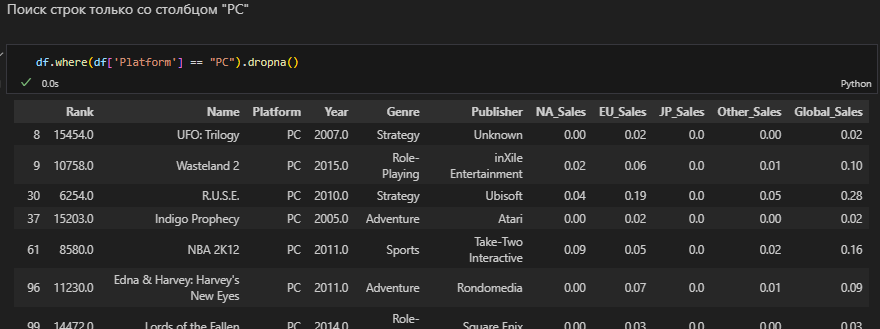 Поиск строк только со столбцом "PC"
df.where(df['Platform'] == "PC").dropna()
0.0s
Python
Rank Name Platform Year Genre Publisher NA_Sales EU_Sales JP_Sales Other_Sales Global_Sales
8 15454.0 UFO: Trilogy PC 2007.0 Strategy Unknown 0.00 0.02 0.0 0.00 0.02
9 10758.0 Wasteland 2 PC 2015.0 Role-Playing inXile Entertainment 0.02 0.06 0.0 0.01 0.10
30 6254.0 R.U.S.E. PC 2010.0 Strategy Ubisoft 0.04 0.19 0.0 0.05 0.28
37 15203.0 Indigo Prophecy PC 2005.0 Adventure Atari 0.00 0.02 0.0 0.00 0.02
61 8580.0 NBA 2K12 PC 2011.0 Sports Take-Two Interactive 0.09 0.05 0.0 0.02 0.16
96 11230.0 Edna & Harvey: Harvey's New Eyes PC 2011.0 Adventure Rondomedia 0.00 0.07 0.0 0.01 0.09
99 14472.0 Lords of the Fallen PC 2014.0 Role- Square Enix 0.00 0.03 0.0 0.00 0.03